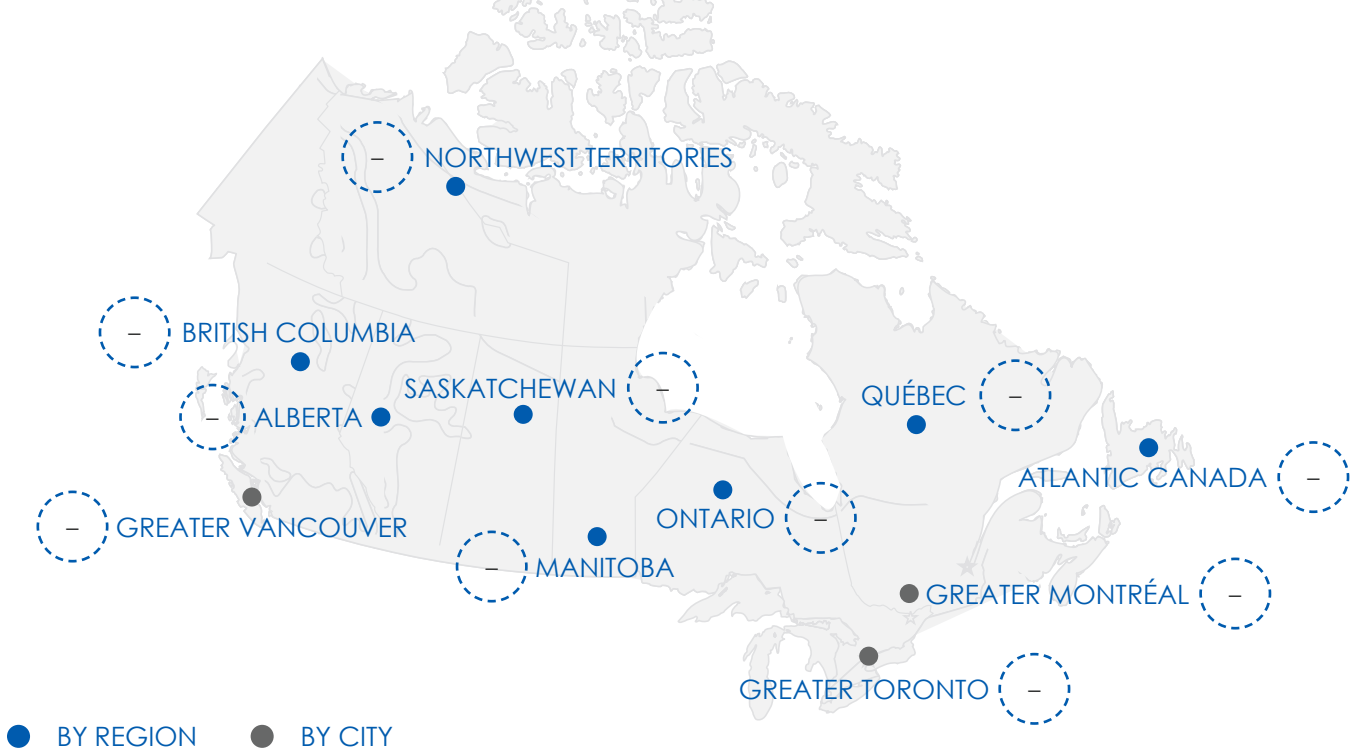 – NORTHWEST TERRITORIES
– BRITISH COLUMBIA
SASKATCHEWAN –
QUÉBEC –
– ALBERTA
ATLANTIC CANADA –
ONTARIO –
– GREATER VANCOUVER
– MANITOBA
GREATER MONTRÉAL –
GREATER TORONTO –
BY REGION
BY CITY